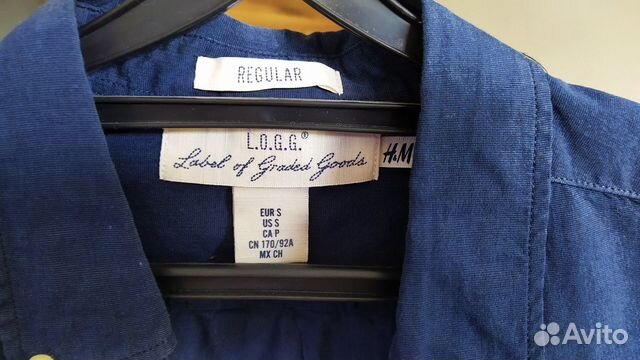 REGULAR
L.O.G.G.®
Label of Graded Goods
H&M
EUR S
US S
CA P
CN 170/92A
MX CH
Avito